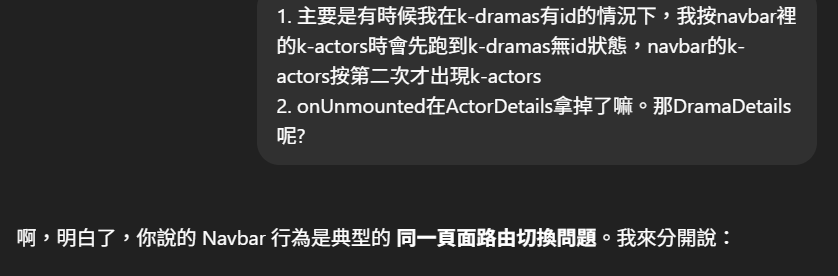 1. 主要是有時候我在k-dramas有id的情況下，我按navbar裡
的k-actors時會先跑到k-dramas無id狀態，navbar的k-
actors按第二次才出現k-actors
2. onUnmounted在ActorDetails拿掉了嘛。那DramaDetails
呢?
啊，明白了，你說的 Navbar 行為是典型的 同一頁面路由切換問題。我來分開說：